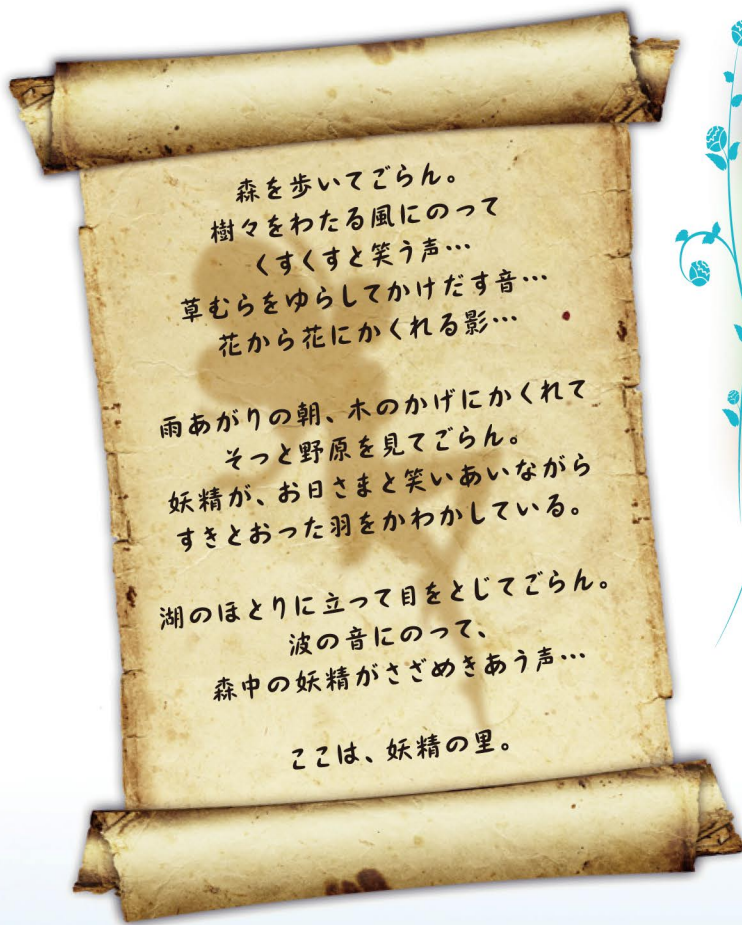 森を歩いてごらん。
樹々をわたる風にのって
くすくすと笑う声…
草むらをゆらしてかけだす音…
花から花にかくれる影…
雨あがりの朝、木のかげにかくれて
そっと野原を見てごらん。
妖精が、お日さまと笑いあいながら
すきとおった羽をかわかしている。
湖のほとりに立って目をとじてごらん。
波の音にのって、
森中の妖精がさざめきあう声…
ここは、妖精の里。